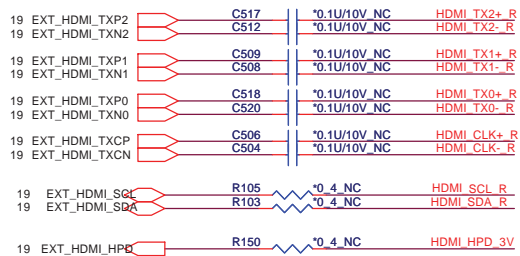 19 EXT_HDMI_TXP2 C517 *0.1U/10V_NC HDMI_TX2+_R
19 EXT_HDMI_TXN2 C512 *0.1U/10V_NC HDMI_TX2-_R
19 EXT_HDMI_TXP1 C509 *0.1U/10V_NC HDMI_TX1+_R
19 EXT_HDMI_TXN1 C508 *0.1U/10V_NC HDMI_TX1-_R
19 EXT_HDMI_TXP0 C518 *0.1U/10V_NC HDMI_TX0+_R
19 EXT_HDMI_TXN0 C520 *0.1U/10V_NC HDMI_TX0-_R
19 EXT_HDMI_TXCP C506 *0.1U/10V_NC HDMI_CLK+_R
19 EXT_HDMI_TXCN C504 *0.1U/10V_NC HDMI_CLK-_R
19 EXT_HDMI_SCL R105 *0_4_NC HDMI_SCL_R
19 EXT_HDMI_SDA R103 *0_4_NC HDMI_SDA_R
19 EXT_HDMI_HPD R150 *0_4_NC HDMI_HPD_3V